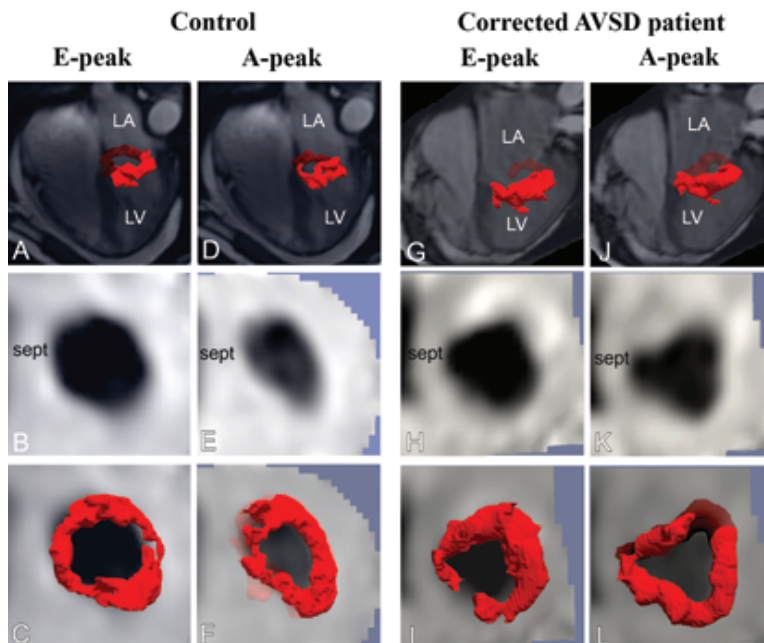 Control
Corrected AVSD patient
E-peak
A-peak
E-peak
A-peak
LA
LV
A
LA
LV
D
LA
LV
G
LA
LV
J
sept
B
sept
E
sept
H
sept
K
C
F
I
L